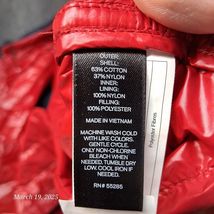 OUTER:
SHELL:
63% COTTON
37% NYLON
INNER:
LINING:
100% NYLON
FILLING:
100% POLYESTER
MADE IN VIETNAM
MACHINE WASH COLD
WITH LIKE COLORS.
GENTLE CYCLE.
ONLY NON-CHLORINE
BLEACH WHEN
NEEDED. TUMBLE DRY
LOW. COOL IRON IF
NEEDED.
RN# 55285
Polyester Fibres
March 19, 2025